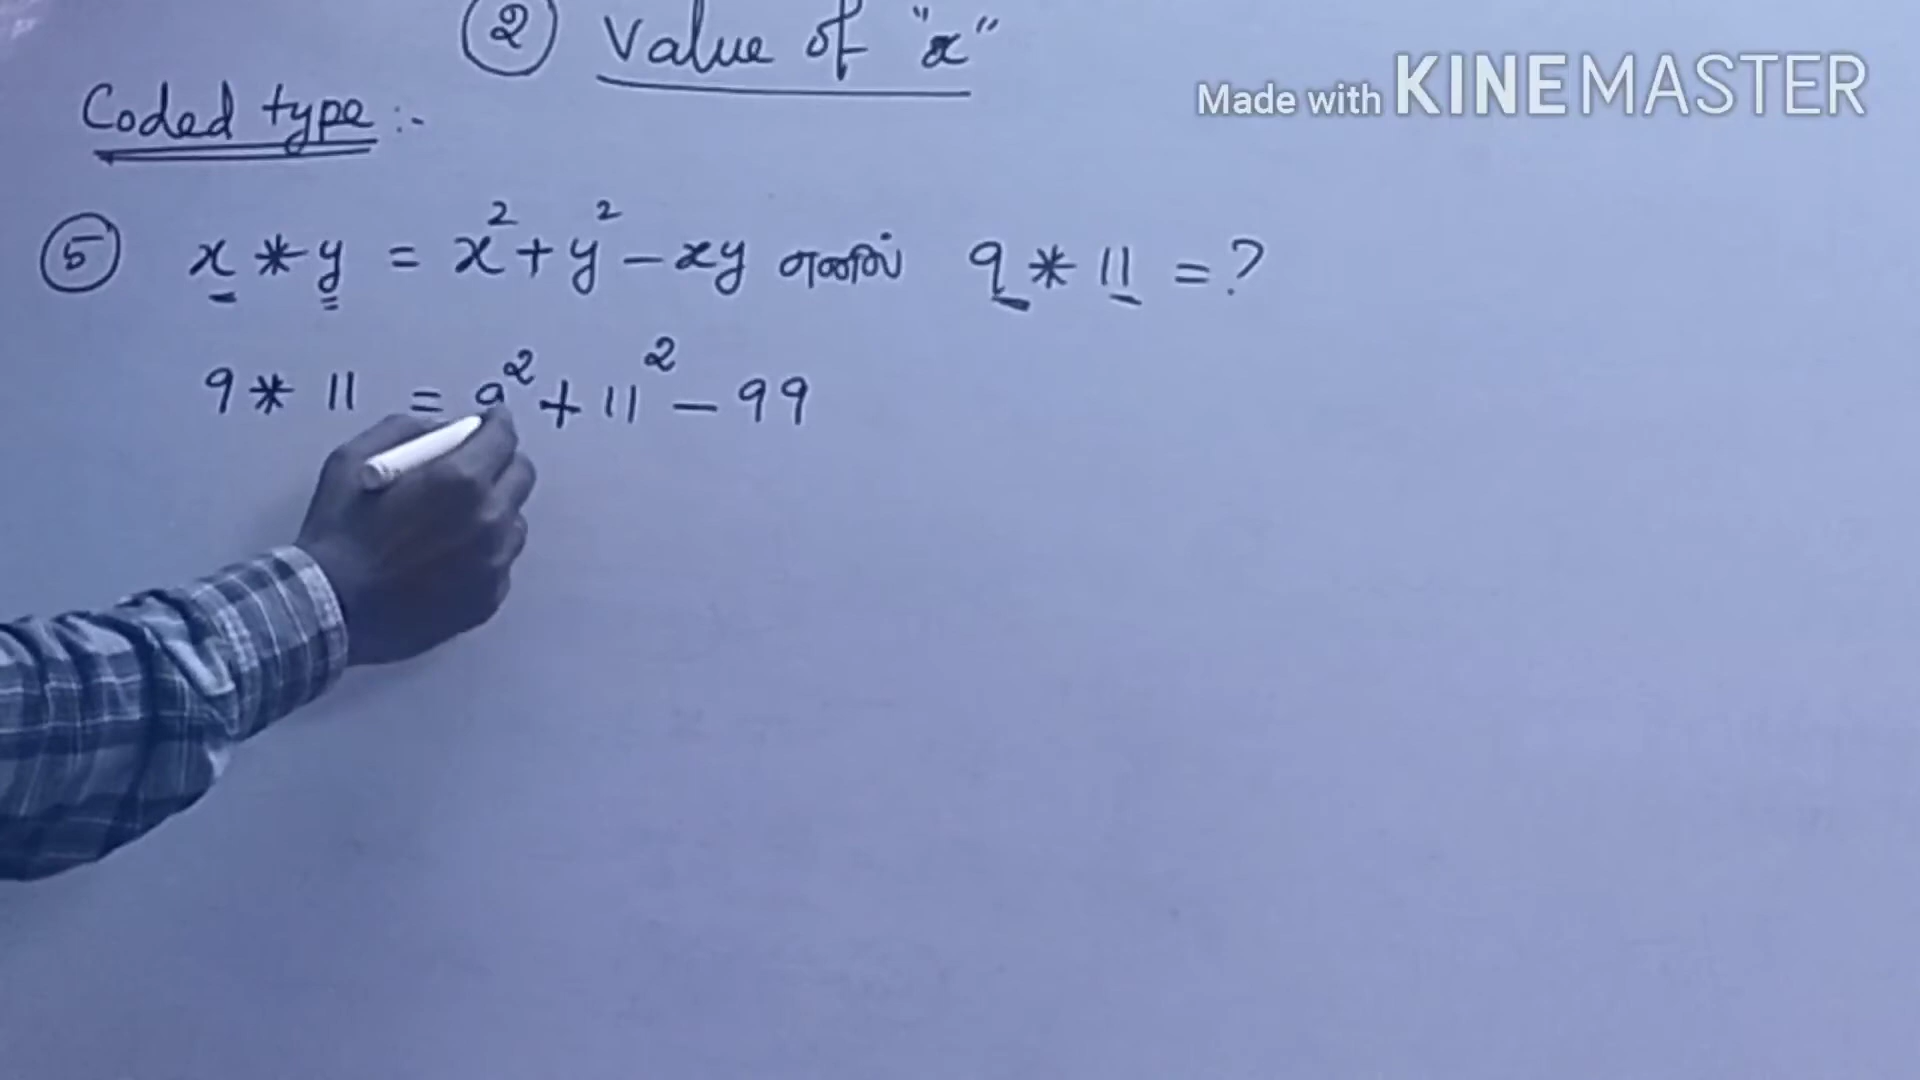 ② Value of "x"
Made with KINEMASTER
Coded type :-
⑤ x * y = x² + y² - xy எனில் 9 * 11 = ?
9 * 11 = 9² + 11² - 99